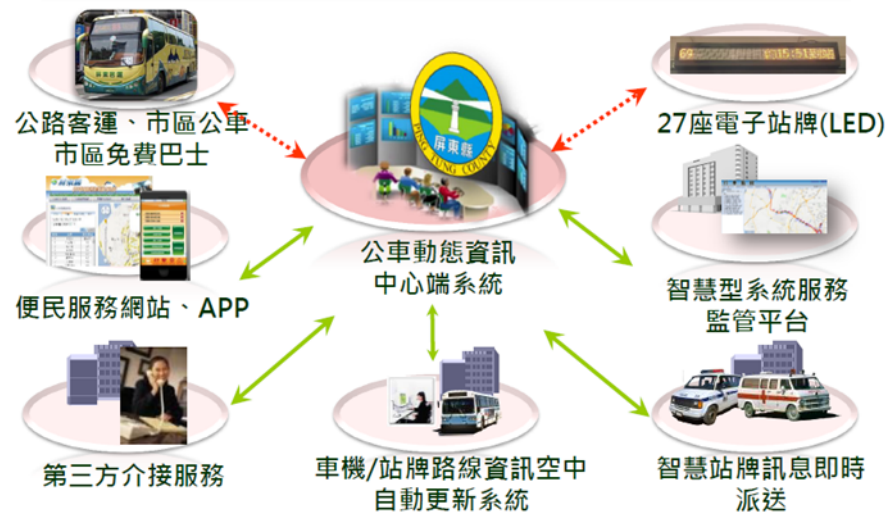 69
15:51
屏東縣
PING TUNG COUNTY
公路客運、市區公車
市區免費巴士
27座電子站牌(LED)
公車動態資訊
中心端系統
便民服務網站、APP
智慧型系統服務
監管平台
第三方介接服務
車機/站牌路線資訊空中
自動更新系統
智慧站牌訊息即時
派送